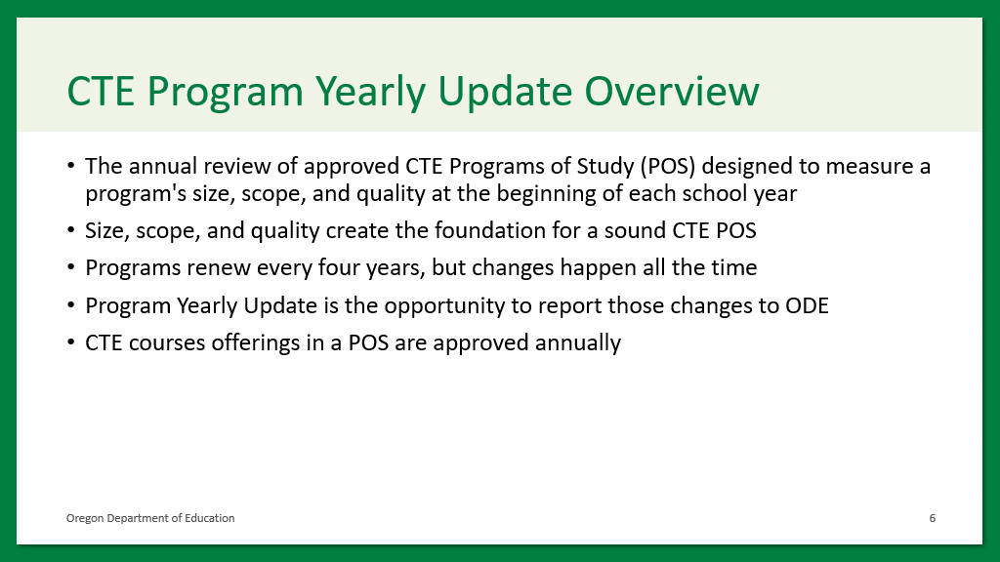 CTE Program Yearly Update Overview
• The annual review of approved CTE Programs of Study (POS) designed to measure a
program's size, scope, and quality at the beginning of each school year
• Size, scope, and quality create the foundation for a sound CTE POS
• Programs renew every four years, but changes happen all the time
• Program Yearly Update is the opportunity to report those changes to ODE
• CTE courses offerings in a POS are approved annually
Oregon Department of Education
6